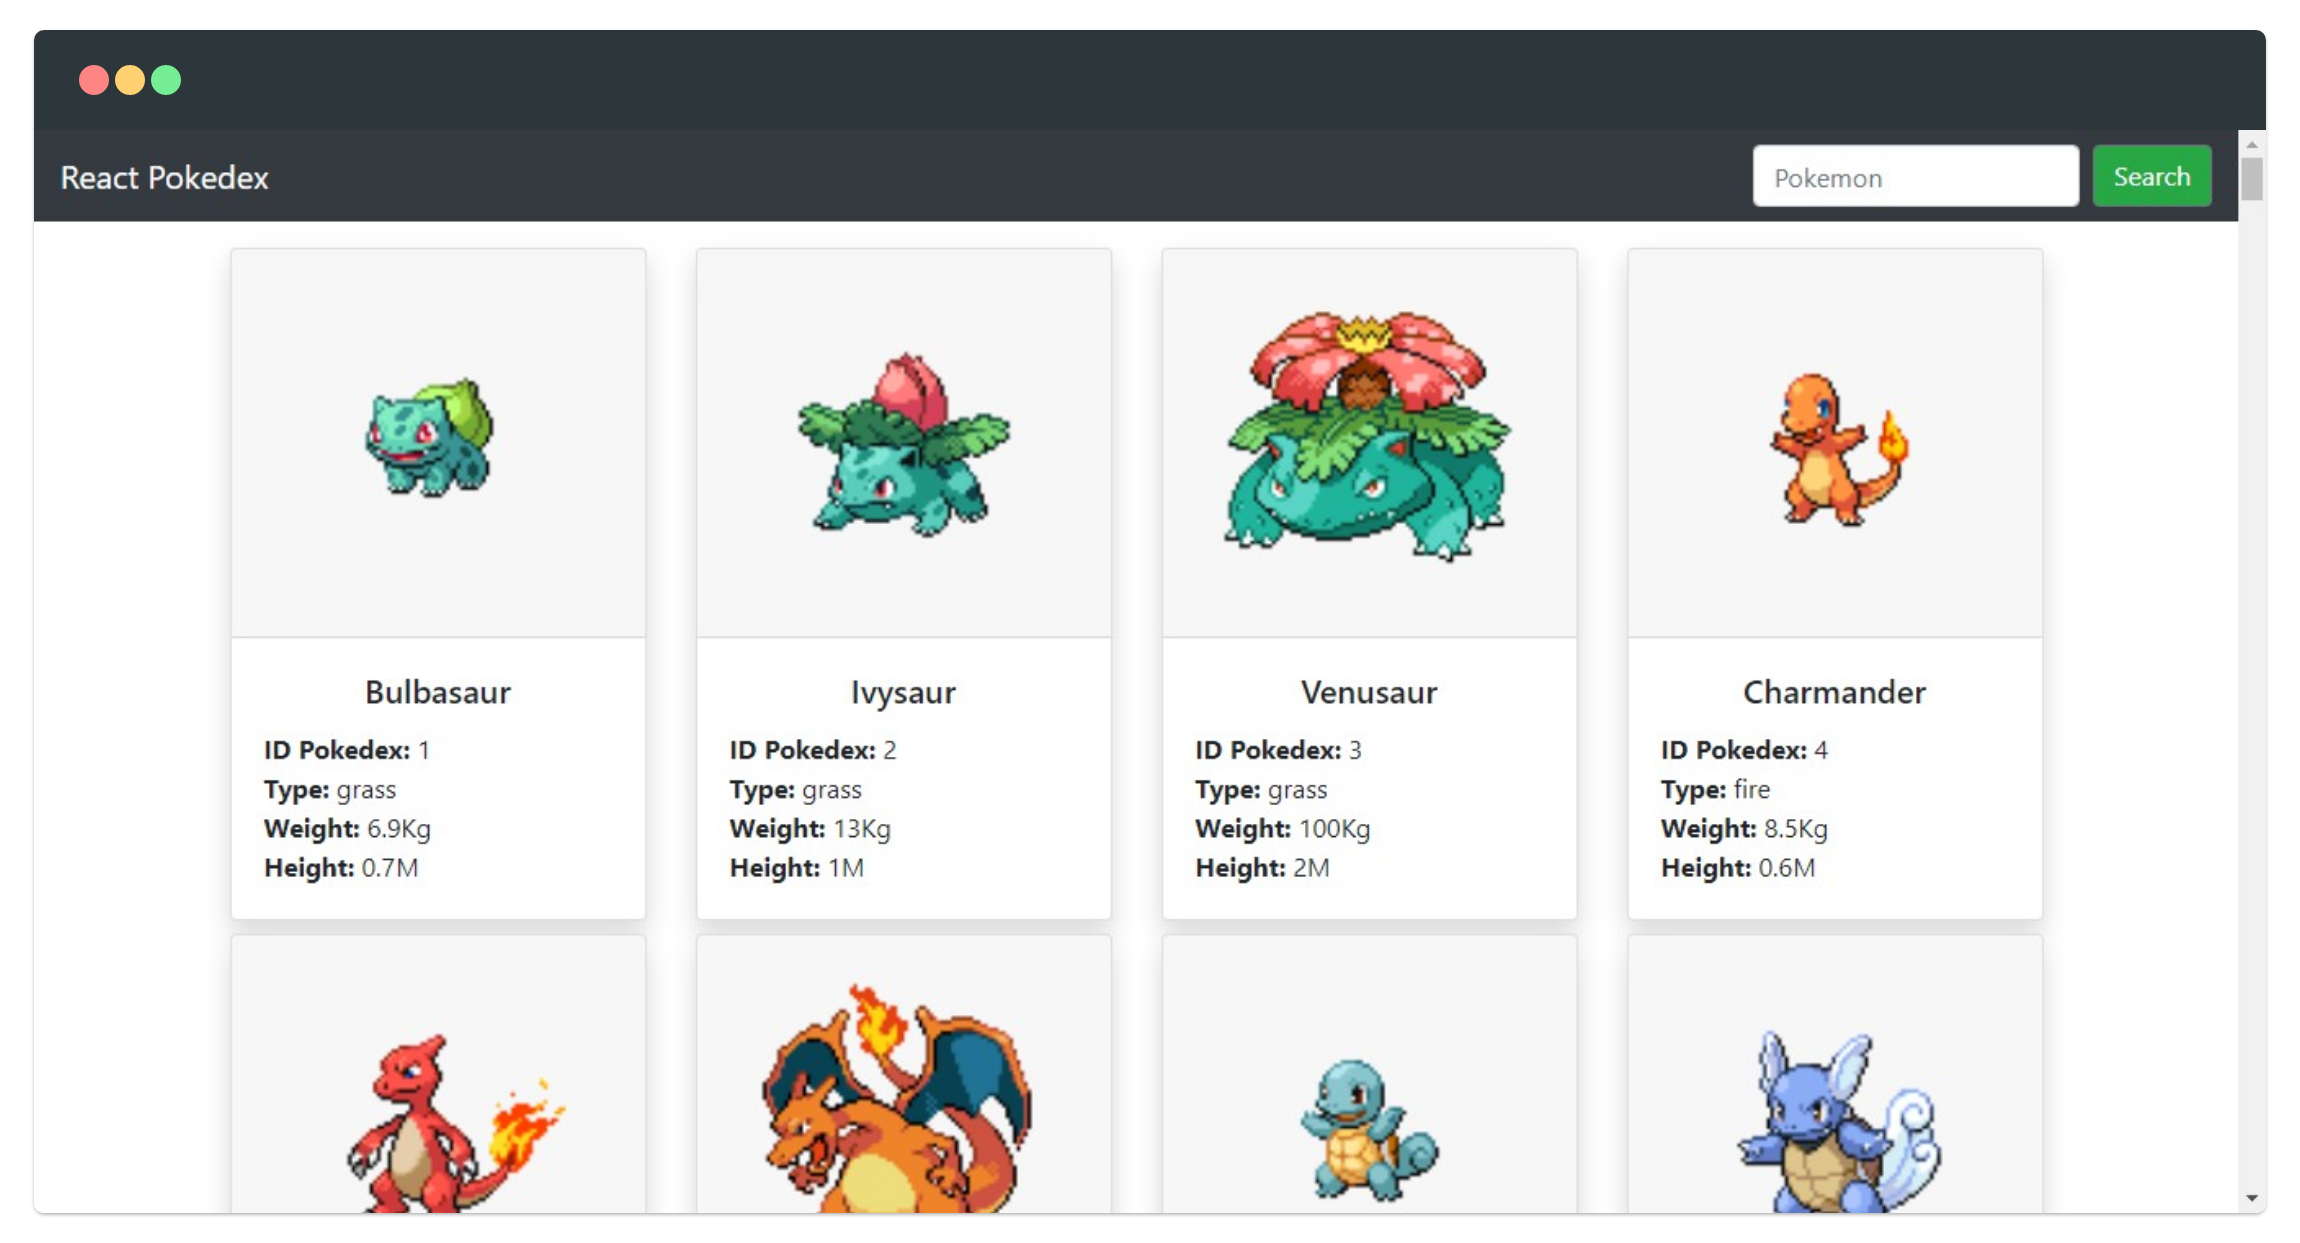 React Pokedex
Pokemon
Search
Bulbasaur
ID Pokedex: 1
Type: grass
Weight: 6.9Kg
Height: 0.7M
Ivysaur
ID Pokedex: 2
Type: grass
Weight: 13Kg
Height: 1M
Venusaur
ID Pokedex: 3
Type: grass
Weight: 100Kg
Height: 2M
Charmander
ID Pokedex: 4
Type: fire
Weight: 8.5Kg
Height: 0.6M